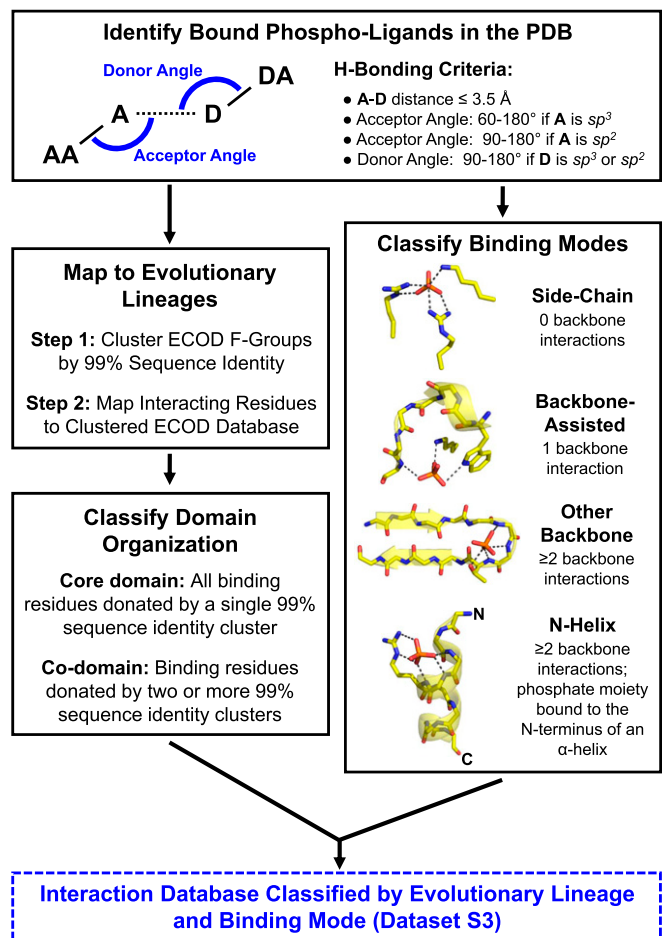 Identify Bound Phospho-Ligands in the PDB
Donor Angle
DA
A
D
AA
Acceptor Angle
H-Bonding Criteria:
● A-D distance ≤ 3.5 Å
● Acceptor Angle: 60-180° if A is sp³
● Acceptor Angle: 90-180° if A is sp²
● Donor Angle: 90-180° if D is sp³ or sp²
Map to Evolutionary
Lineages
Step 1: Cluster ECOD F-Groups
by 99% Sequence Identity
Step 2: Map Interacting Residues
to Clustered ECOD Database
Classify Domain
Organization
Core domain: All binding
residues donated by a single 99%
sequence identity cluster
Co-domain: Binding residues
donated by two or more 99%
sequence identity clusters
Classify Binding Modes
Side-Chain
0 backbone
interactions
Backbone-
Assisted
1 backbone
interaction
Other
Backbone
≥2 backbone
interactions
N
C
N-Helix
≥2 backbone
interactions;
phosphate moiety
bound to the
N-terminus of an
α-helix
Interaction Database Classified by Evolutionary Lineage
and Binding Mode (Dataset S3)